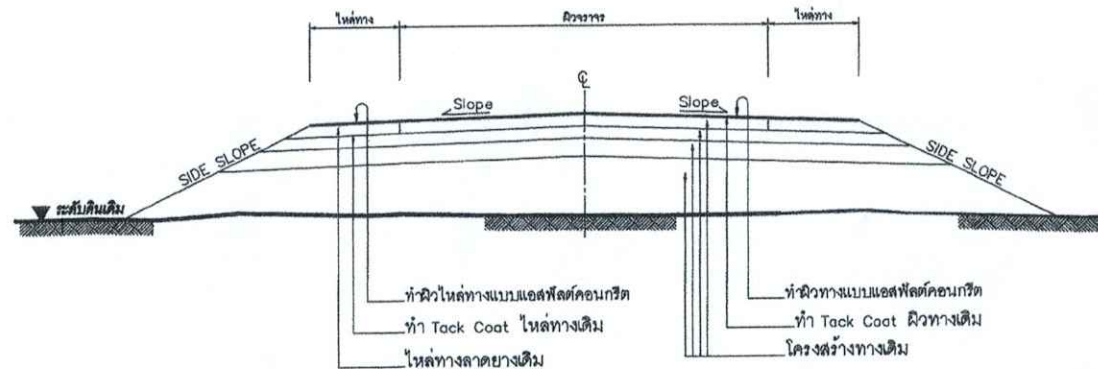 ไหล่ทาง ผิวจราจร ไหล่ทาง
℄
Slope Slope
SIDE SLOPE SIDE SLOPE
ระดับดินเดิม
ทำผิวไหล่ทางแบบแอสฟัลต์คอนกรีต ทำผิวทางแบบแอสฟัลต์คอนกรีต
ทำ Tack Coat ไหล่ทางเดิม ทำ Tack Coat ผิวทางเดิม
ไหล่ทางลาดยางเดิม โครงสร้างทางเดิม